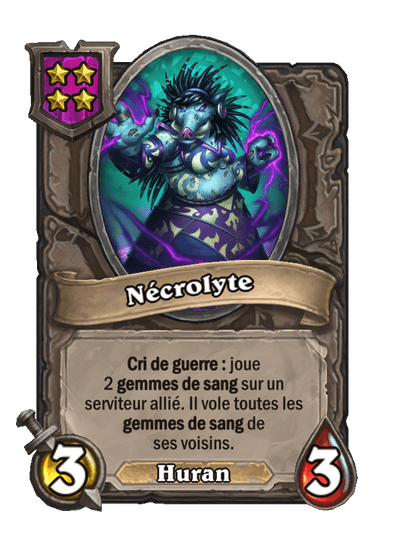 Nécrolyte
Cri de guerre : joue
2 gemmes de sang sur un
serviteur allié. Il vole toutes les
gemmes de sang de
ses voisins.
3
Huran
3